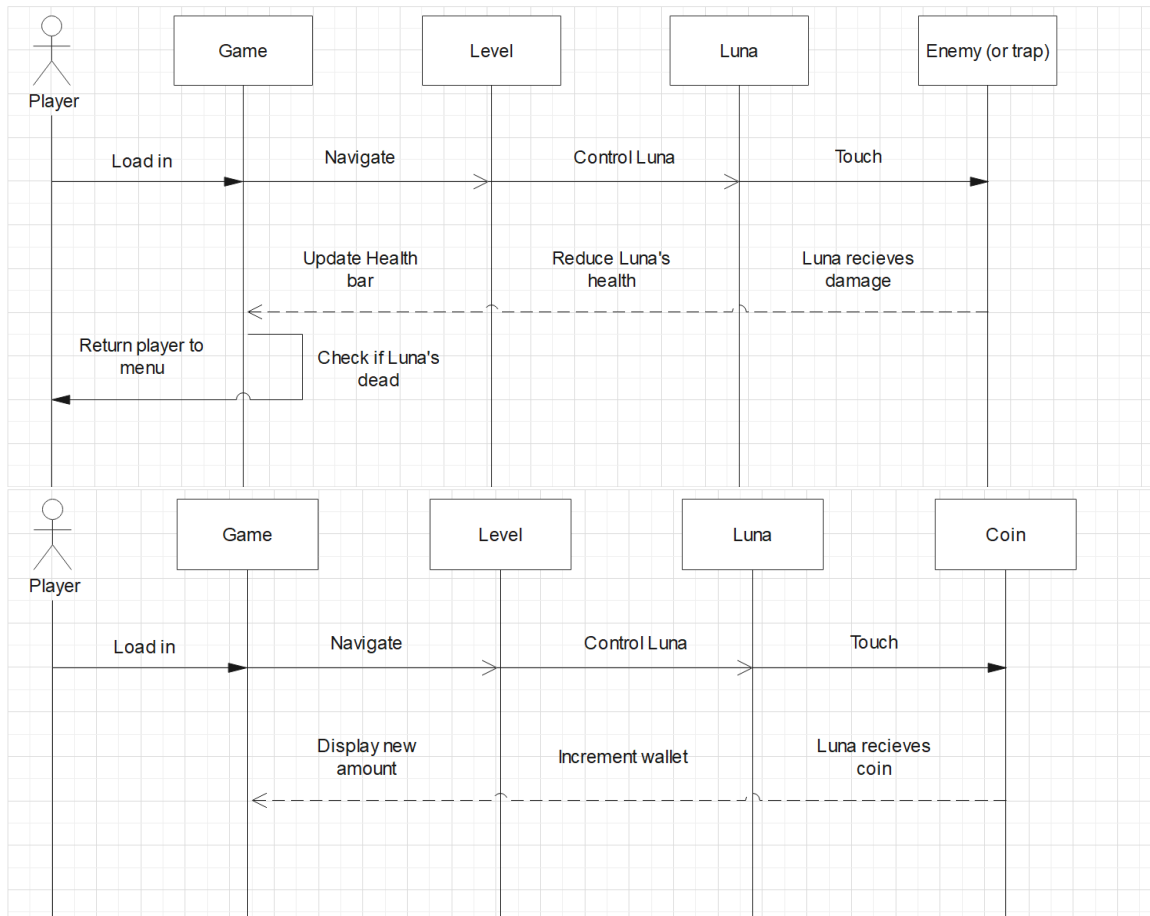 Game
Level
Luna
Enemy (or trap)
Player
Load in
Navigate
Control Luna
Touch
Update Health
bar
Reduce Luna's
health
Luna recieves
damage
Return player to
menu
Check if Luna's
dead
Game
Level
Luna
Coin
Player
Load in
Navigate
Control Luna
Touch
Display new
amount
Increment wallet
Luna recieves
coin